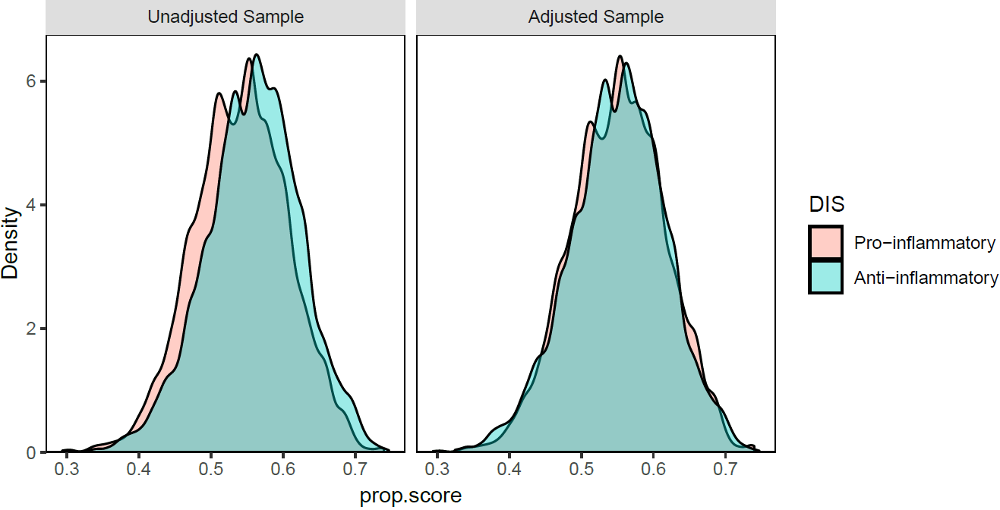 Unadjusted Sample
Adjusted Sample
Density
6
4
2
0
0.3 0.4 0.5 0.6 0.7
0.3 0.4 0.5 0.6 0.7
prop.score
DIS
Pro−inflammatory
Anti−inflammatory